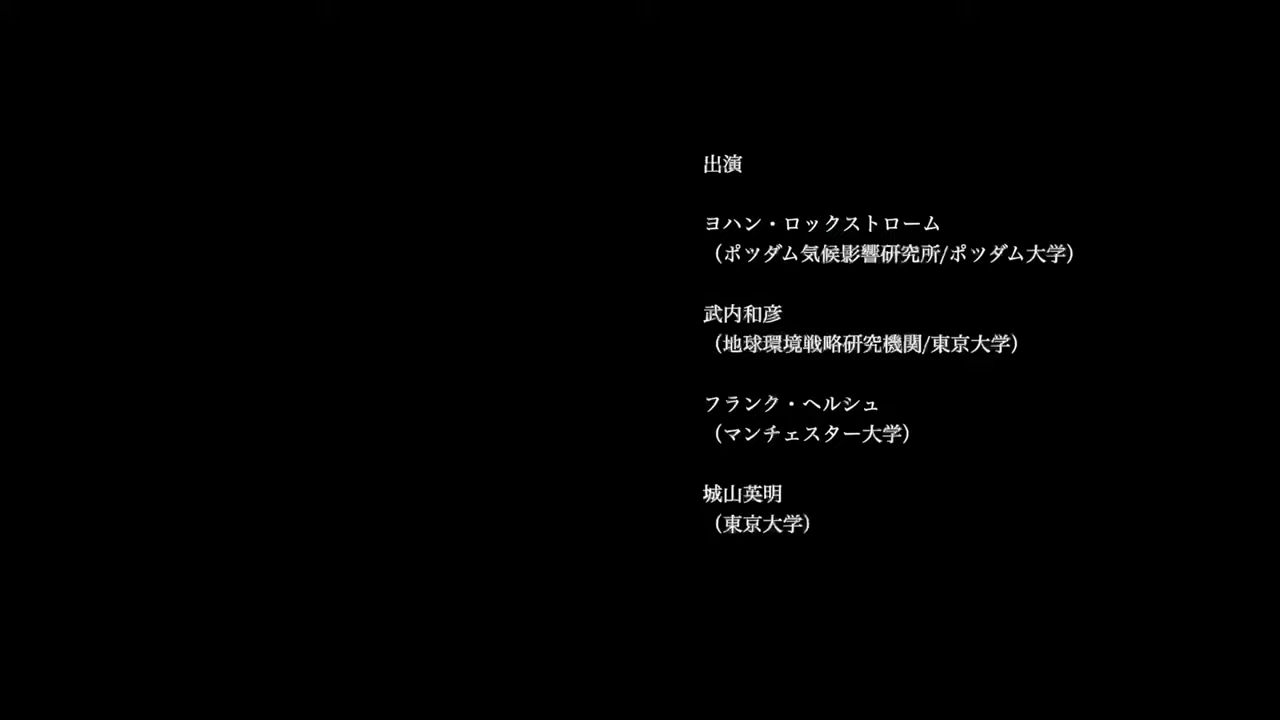 出演
ヨハン・ロックストローム
（ポツダム気候影響研究所/ポツダム大学）
武内和彦
（地球環境戦略研究機関/東京大学）
フランク・ヘルシュ
（マンチェスター大学）
城山英明
（東京大学）